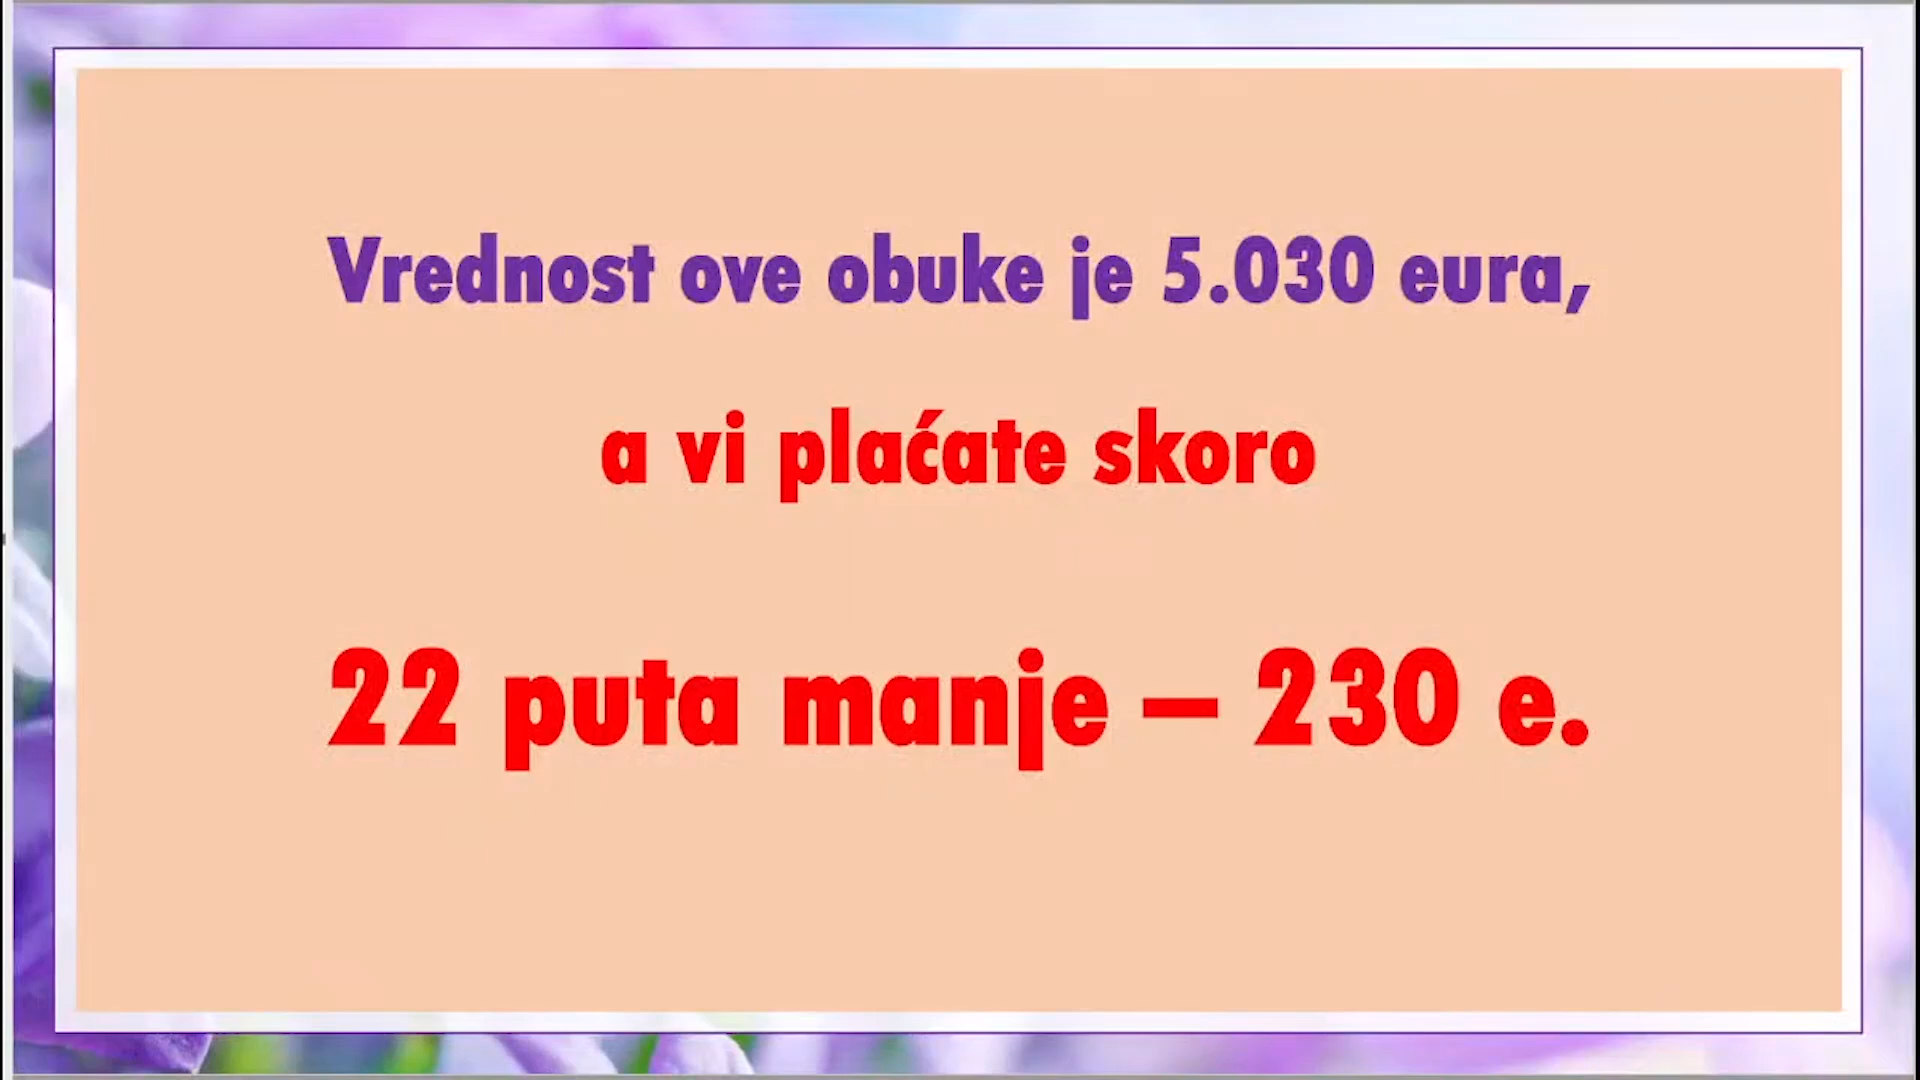 Vrednost ove obuke je 5.030 eura,
a vi plaćate skoro
22 puta manje – 230 e.